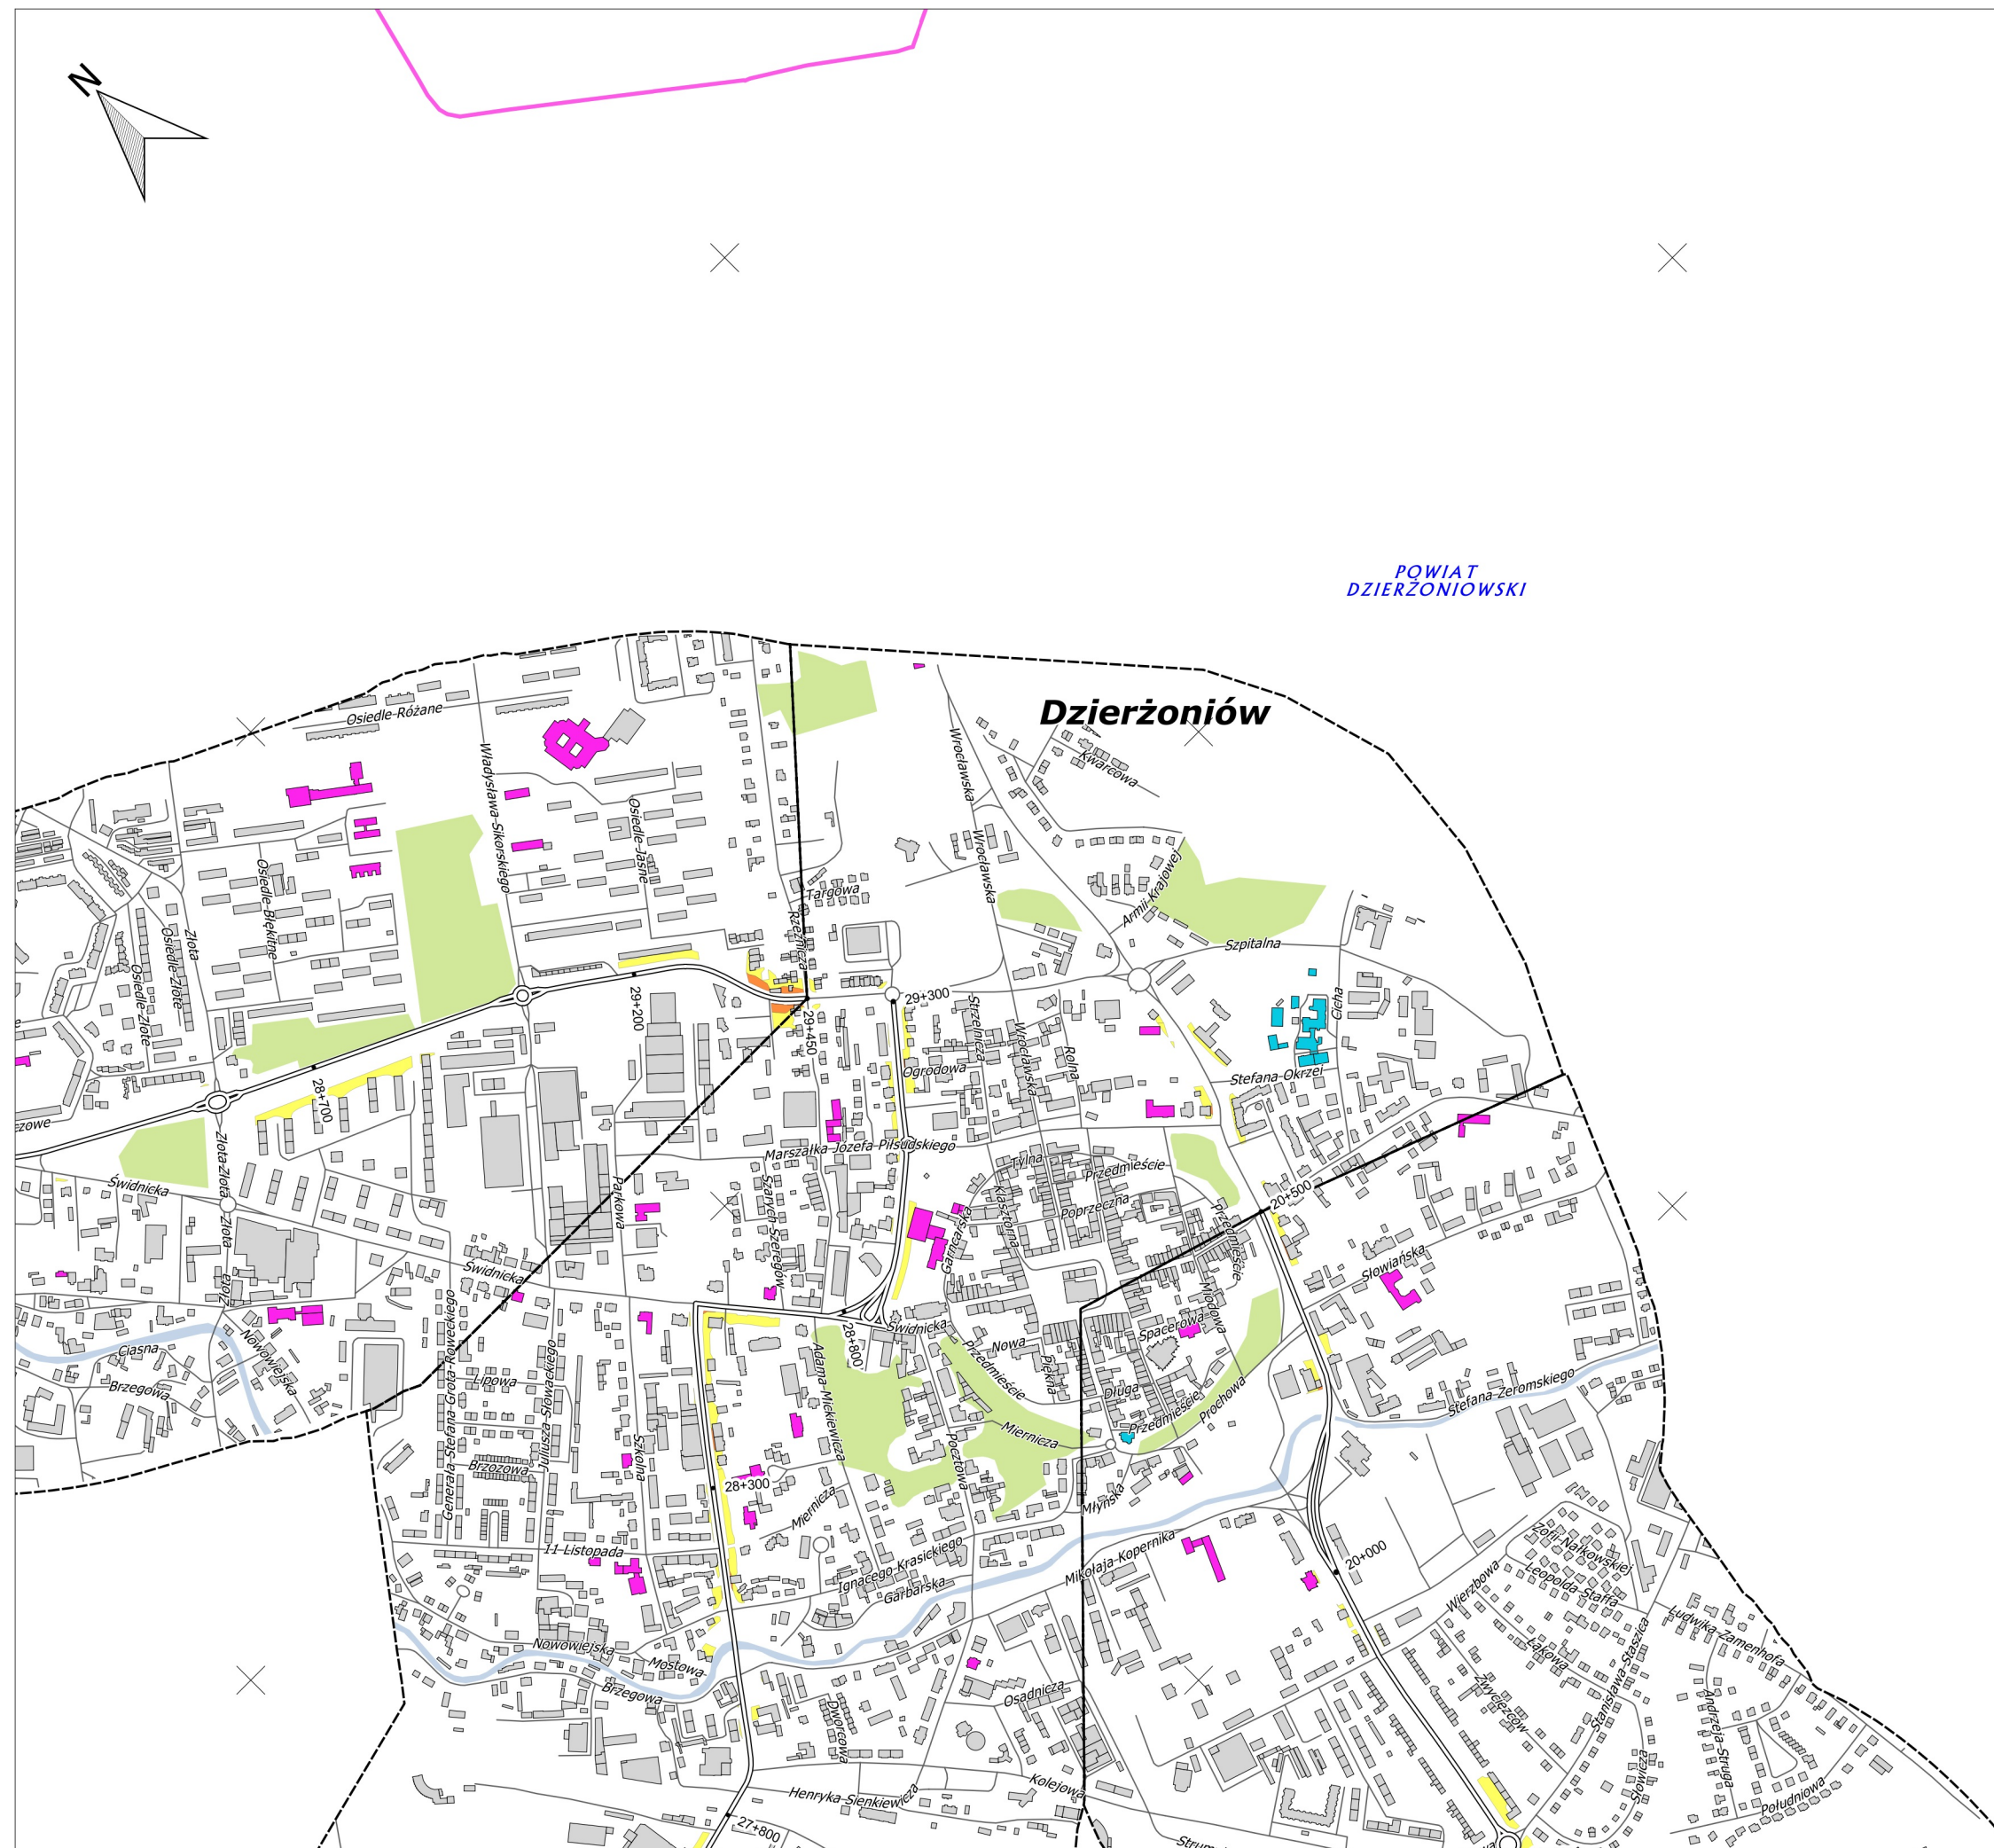 N
POWIAT
DZIERŻONIOWSKI
Dzierżoniów
Osiedle Różane
Władysława Sikorskiego
Wrocławska
Kwarcowa
Osiedle Jasne
Wrocławska
Targowa
Rzeźnicza
Armii Krajowej
Szpitalna
Osiedle Błękitne
Złota
Osiedle Złote
Osiedle Złote
29+200
29+300
29+450
Strzelnicza
Wrocławska
Rolna
Cicha
Ogrodowa
Stefana Okrzei
28+700
czowe
Marszałka Józefa Piłsudskiego
Złota
Złota
Świdnicka
Złota
Parkowa
Szarych Szeregów
Tylna
Przedmieście
Klasztorna
Poprzeczna
Przedmieście
20+500
Garncarska
Słowiańska
Świdnicka
Złota
Generała Stefana Grota-Roweckiego
Miodowa
Spacerowa
Świdnicka
28+800
Nowa
Przedmieście
Piękna
Ciasna
Nowowiejska
Brzegowa
Lipowa
Juliusza Słowackiego
Adama Mickiewicza
Długa
Przedmieście
Prochowa
Stefana Żeromskiego
Miernicza
Pocztowa
Szkolna
Brzozowa
28+300
Miernicza
Młyńska
11 Listopada
Ignacego Krasickiego
Garbarska
Mikołaja Kopernika
20+000
Zofii Nałkowskiej
Leopolda Staffa
Wierzbowa
Ludwika Zamenhofa
Łąkowa
Stanisława Staszica
Nowowiejska
Mostowa
Brzegowa
Osadnicza
Zwycięzców
Andrzeja Struga
Dworcowa
Słowicza
Południowa
Henryka Sienkiewicza
Kolejowa
27+800